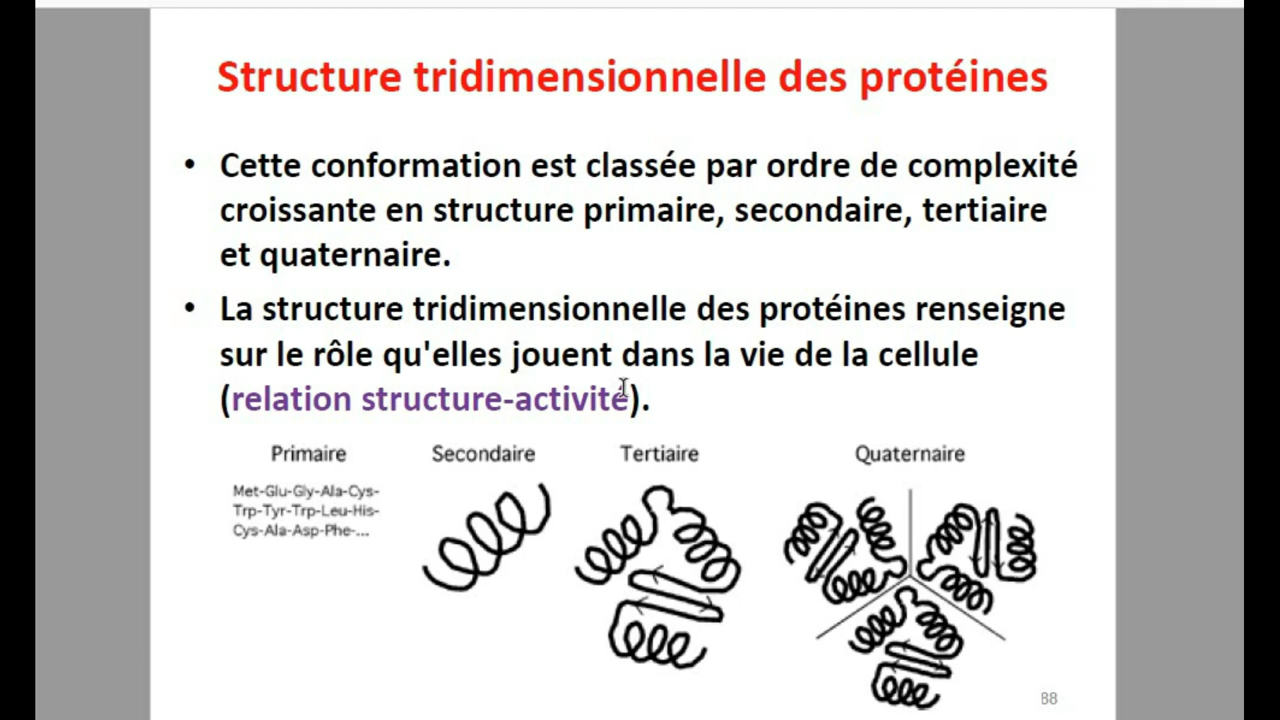 Structure tridimensionnelle des protéines
• Cette conformation est classée par ordre de complexité
croissante en structure primaire, secondaire, tertiaire
et quaternaire.
• La structure tridimensionnelle des protéines renseigne
sur le rôle qu'elles jouent dans la vie de la cellule
(relation structure-activité).
Primaire
Met-Glu-Gly-Ala-Cys-
Trp-Tyr-Trp-Leu-His-
Cys-Ala-Asp-Phe-...
Secondaire
Tertiaire
Quaternaire
88